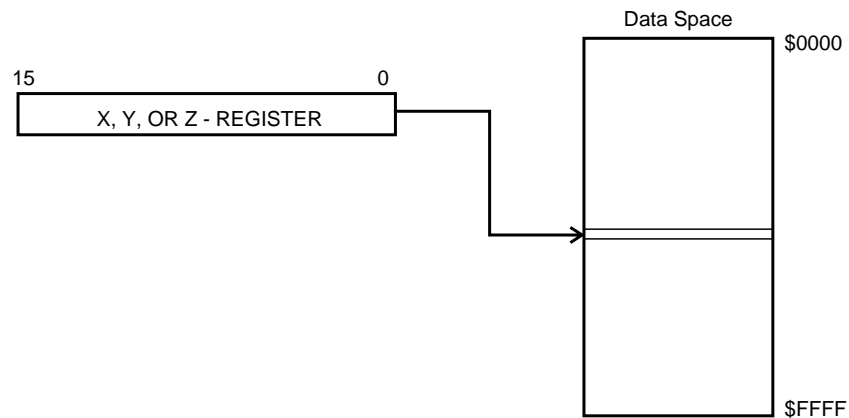 Data Space
$0000
15 0
X, Y, OR Z - REGISTER
$FFFF